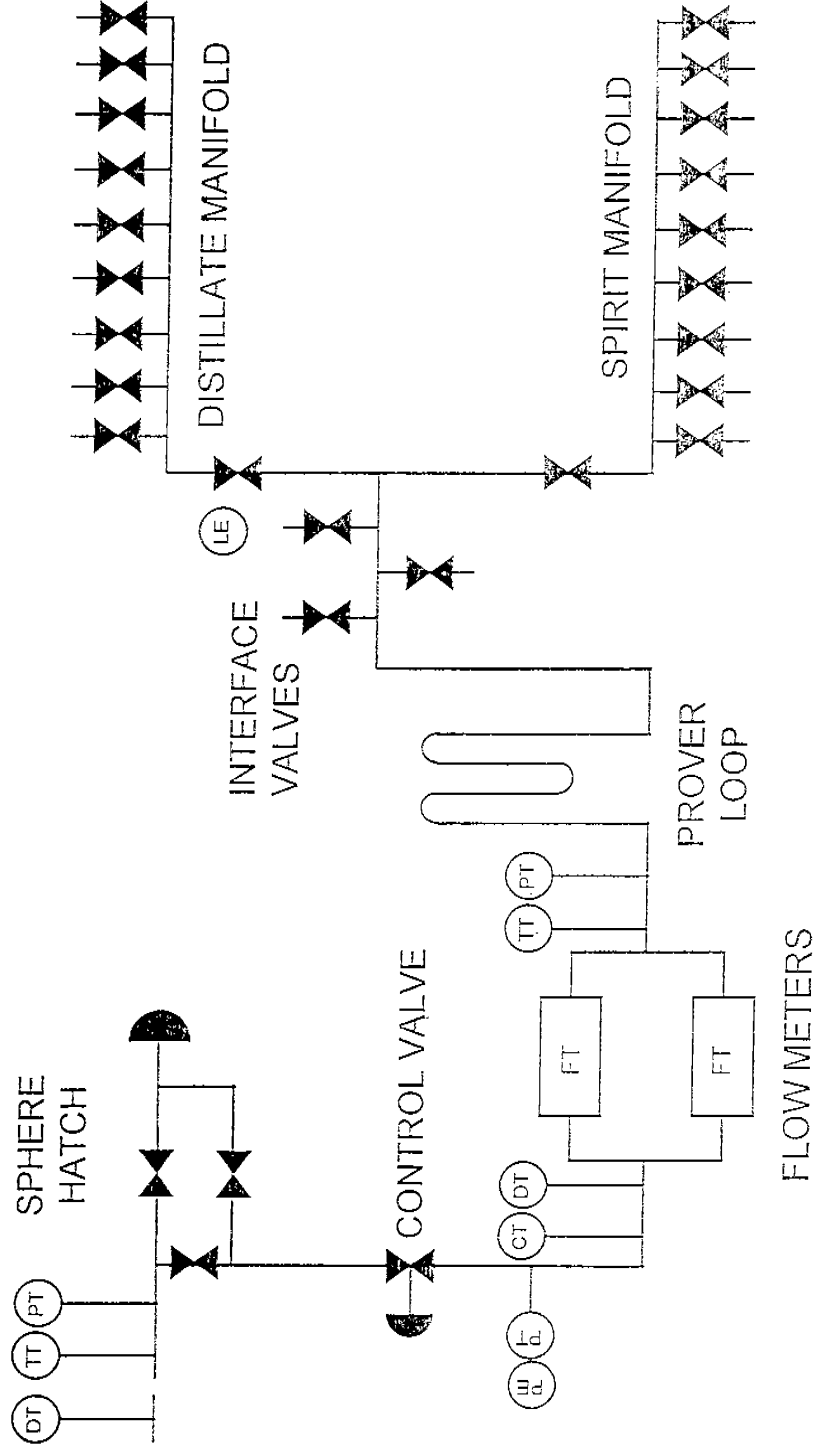 DT
TT
PT
SPHERE
HATCH
DISTILLATE MANIFOLD
LE
INTERFACE
VALVES
CONTROL VALVE
PT
CT
DT
TT
PT
FT
SPIRIT MANIFOLD
PROVER
LOOP
FT
FLOW METERS